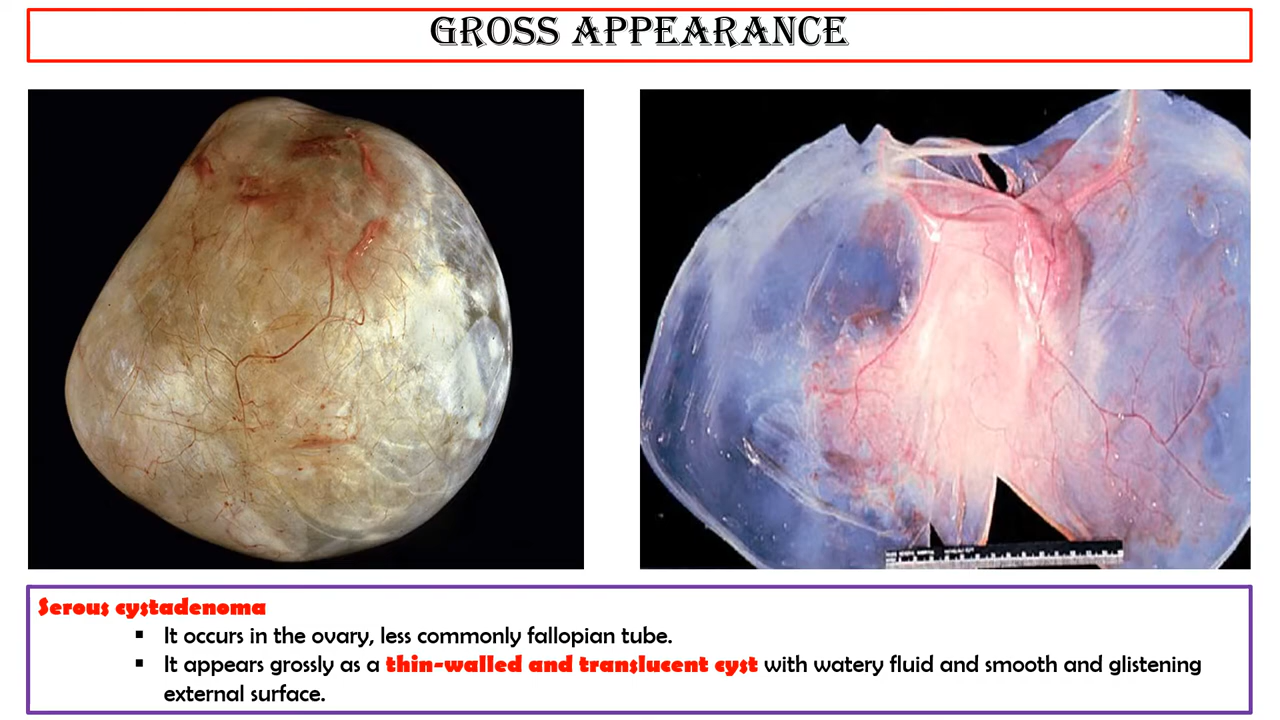 GROSS APPEARANCE
Serous cystadenoma
▪ It occurs in the ovary, less commonly fallopian tube.
▪ It appears grossly as a thin-walled and translucent cyst with watery fluid and smooth and glistening
external surface.